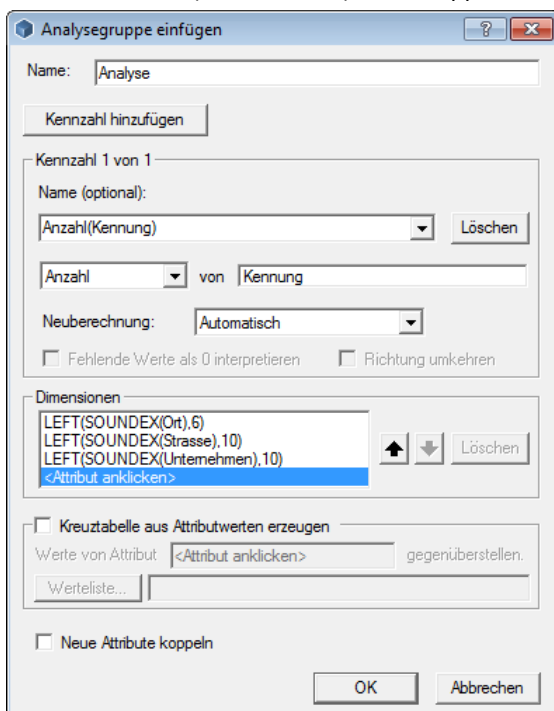 Analysegruppe einfügen
Name: Analyse
Kennzahl hinzufügen
Kennzahl 1 von 1
Name (optional):
Anzahl(Kennung) Löschen
Anzahl von Kennung
Neuberechnung: Automatisch
Fehlende Werte als 0 interpretieren Richtung umkehren
Dimensionen
LEFT(SOUNDEX(Ort),6)
LEFT(SOUNDEX(Strasse),10)
LEFT(SOUNDEX(Unternehmen),10)
<Attribut anklicken>
Löschen
Kreuztabelle aus Attributwerten erzeugen
Werte von Attribut <Attribut anklicken> gegenüberstellen.
Werteliste...
Neue Attribute koppeln
OK Abbrechen